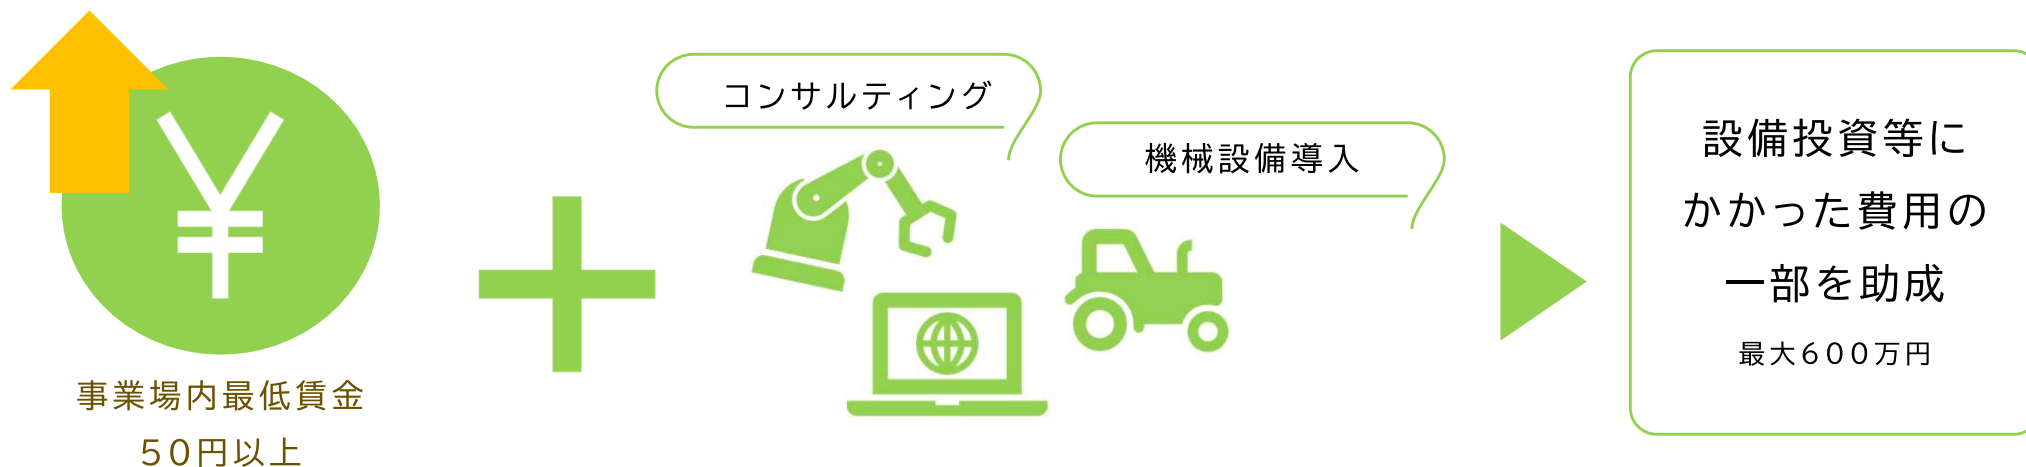 ¥
事業場内最低賃金
50円以上
コンサルティング
機械設備導入
設備投資等に
かかった費用の
一部を助成
最大600万円